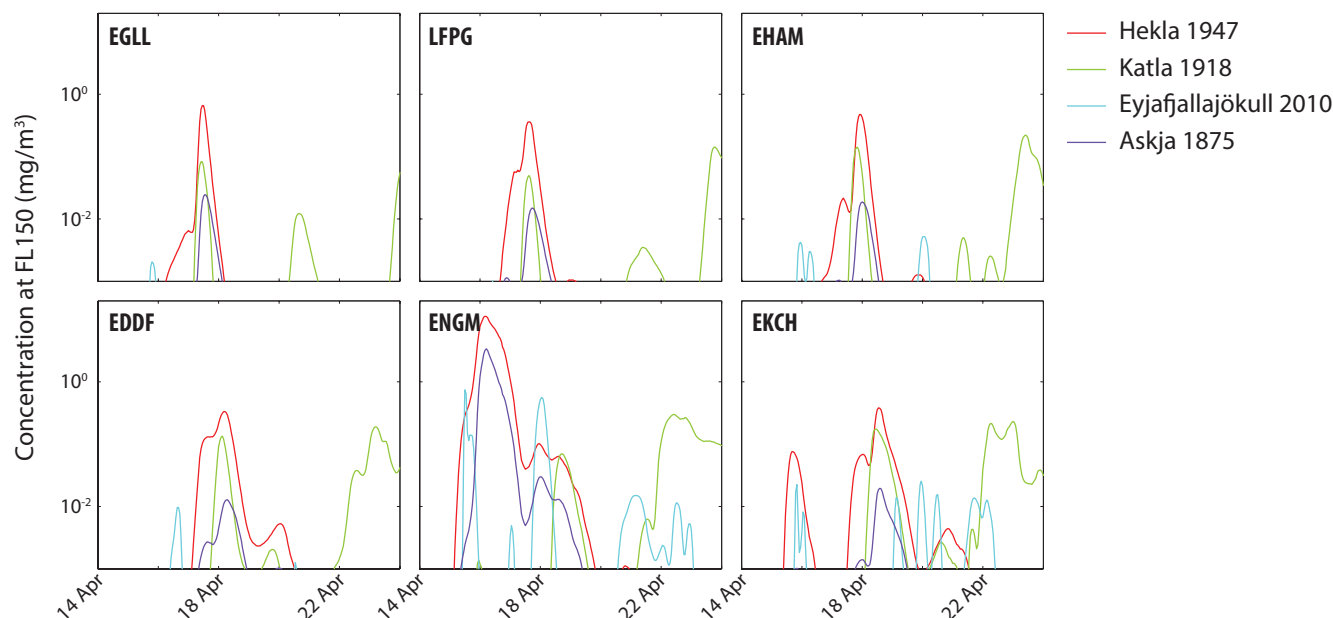 EGLL
LFPG
EHAM
Hekla 1947
Katla 1918
Eyjafjallajökull 2010
Askja 1875
Concentration at FL150 (mg/m³)
10⁰
10⁻²
EDDF
ENGM
EKCH
10⁰
10⁻²
14 Apr
18 Apr
22 Apr
14 Apr
18 Apr
22 Apr
14 Apr
18 Apr
22 Apr